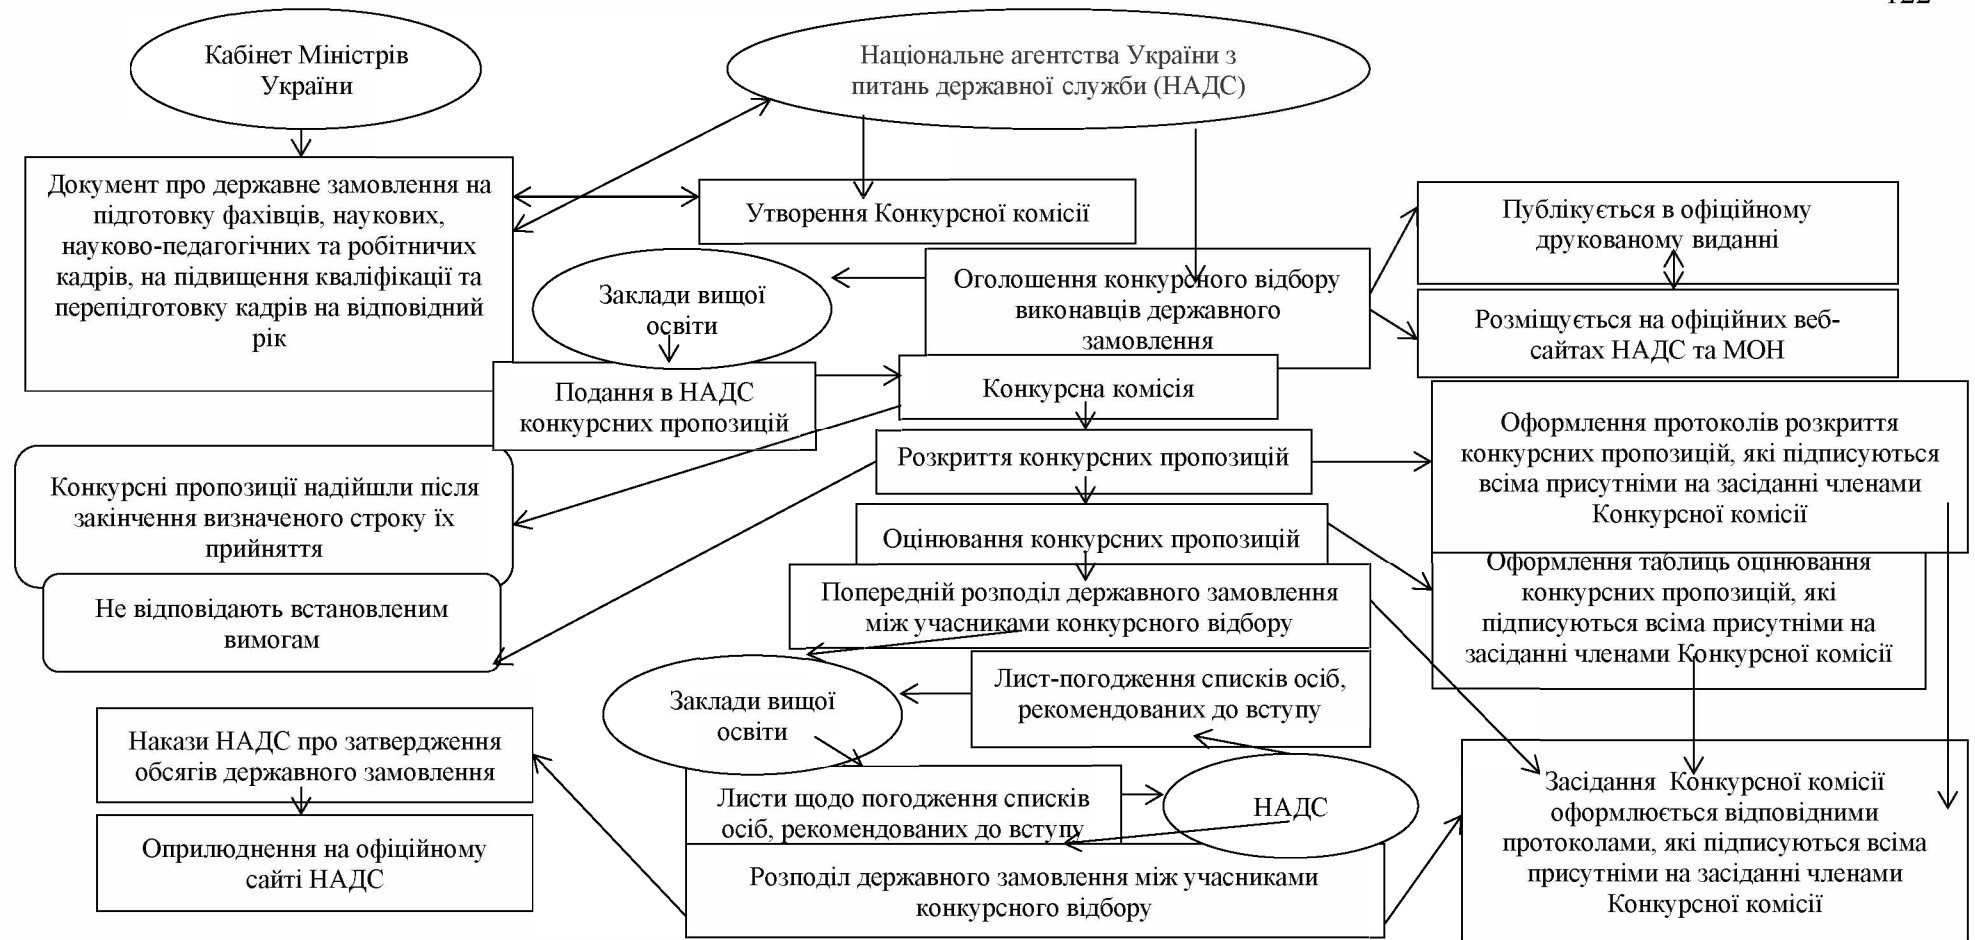 Кабінет Міністрів
України
Національне агентства України з
питань державної служби (НАДС)
Документ про державне замовлення на
підготовку фахівців, наукових,
науково-педагогічних та робітничих
кадрів, на підвищення кваліфікації та
перепідготовку кадрів на відповідний
рік
Утворення Конкурсної комісії
Публікується в офіційному
друкованому виданні
Заклади вищої
освіти
Оголошення конкурсного відбору
виконавців державного
замовлення
Розміщується на офіційних веб-
сайтах НАДС та МОН
Подання в НАДС
конкурсних пропозицій
Конкурсна комісія
Оформлення протоколів розкриття
конкурсних пропозицій, які підписуються
всіма присутніми на засіданні членами
Конкурсної комісії
Розкриття конкурсних пропозицій
Конкурсні пропозиції надійшли після
закінчення визначеного строку їх
прийняття
Оцінювання конкурсних пропозицій
Оформлення таблиць оцінювання
конкурсних пропозицій, які
підписуються всіма присутніми на
засіданні членами Конкурсної комісії
Не відповідають встановленим
вимогам
Попередній розподіл державного замовлення
між учасниками конкурсного відбору
Лист-погодження списків осіб,
рекомендованих до вступу
Заклади вищої
освіти
Накази НАДС про затвердження
обсягів державного замовлення
Листи щодо погодження списків
осіб, рекомендованих до вступу
НАДС
Засідання Конкурсної комісії
оформлюється відповідними
протоколами, які підписуються всіма
присутніми на засіданні членами
Конкурсної комісії
Оприлюднення на офіційному
сайті НАДС
Розподіл державного замовлення між учасниками
конкурсного відбору